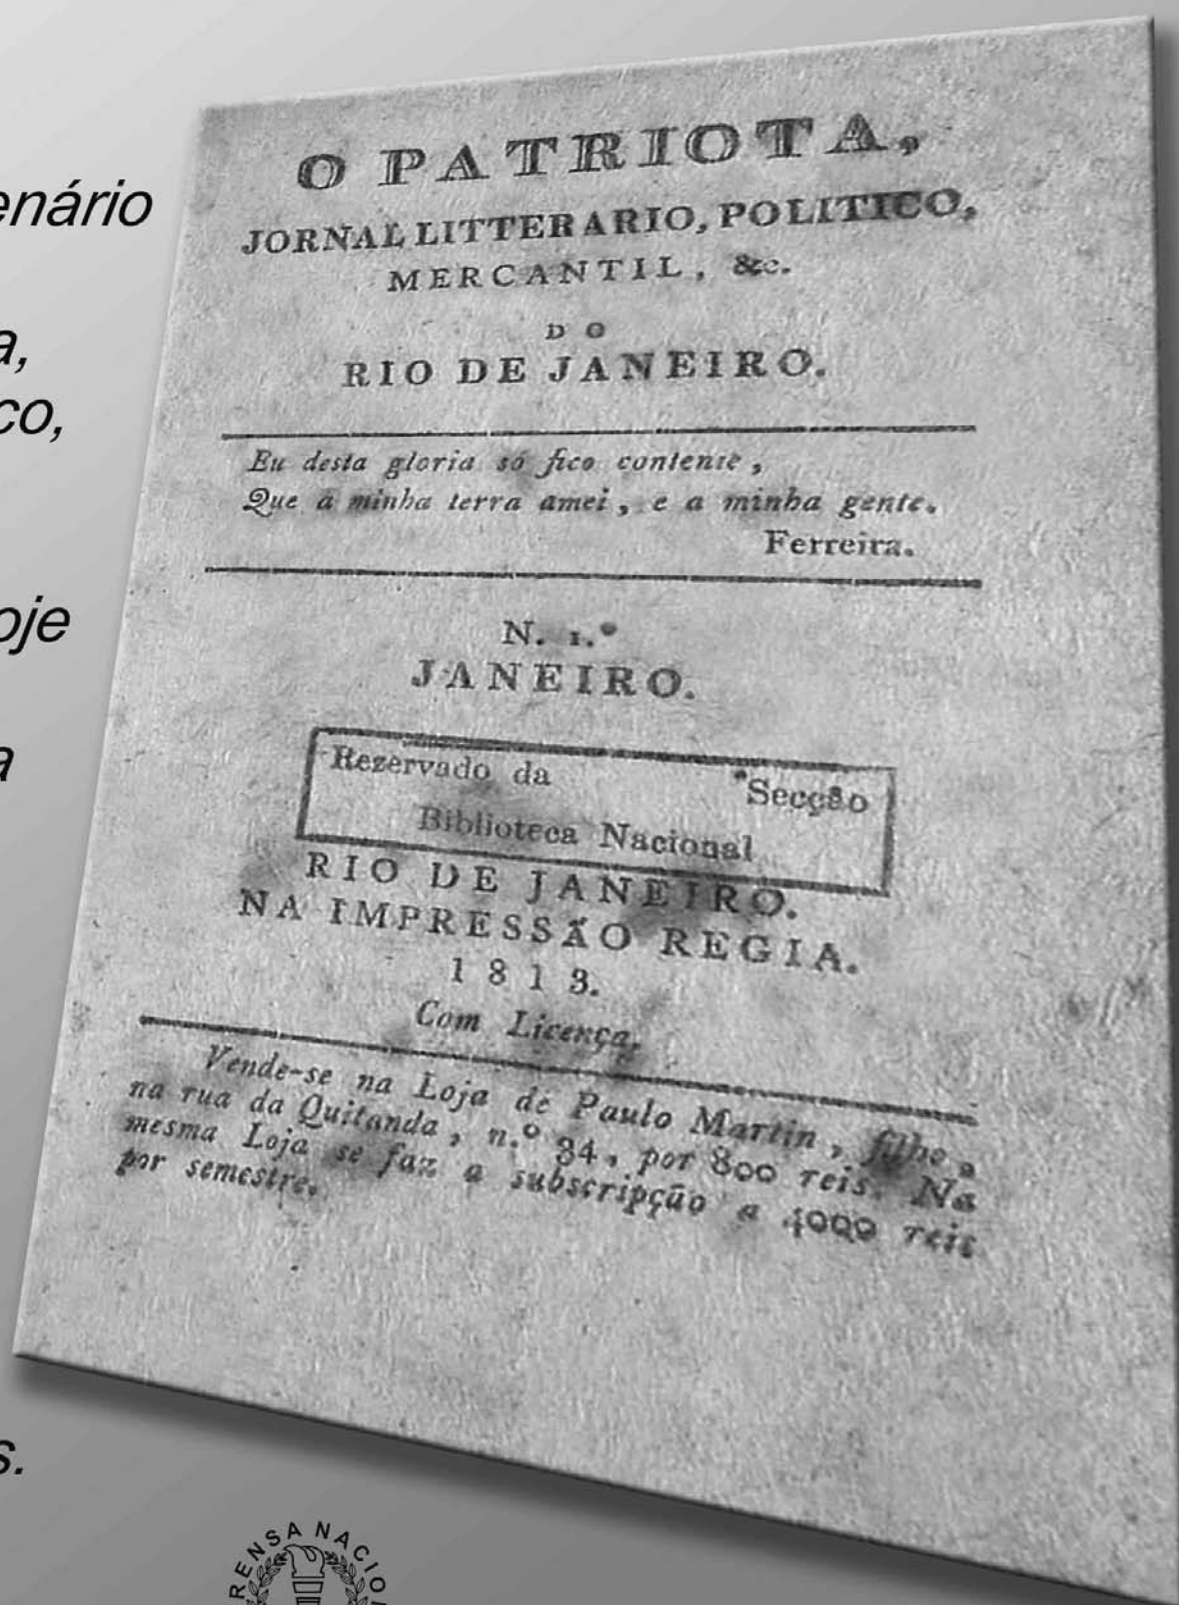 enário
a,
co,
oje
a
s.
O PATRIOTA,
JORNAL LITTERARIO, POLITICO,
MERCANTIL, &c.
DO
RIO DE JANEIRO.
Eu desta gloria só fico contente,
Que a minha terra amei, e a minha gente.
Ferreira.
N. 1.º
JANEIRO.
Rezervado da Secção
Biblioteca Nacional
RIO DE JANEIRO.
NA IMPRESSÃO REGIA.
1813.
Com Licença.
Vende-se na Loja de Paulo Martin, filho,
na rua da Quitanda, n.º 34, por 800 reis. Na
mesma Loja se faz a subscripção a 4000 reis
por semestre.
RENSA NACIO